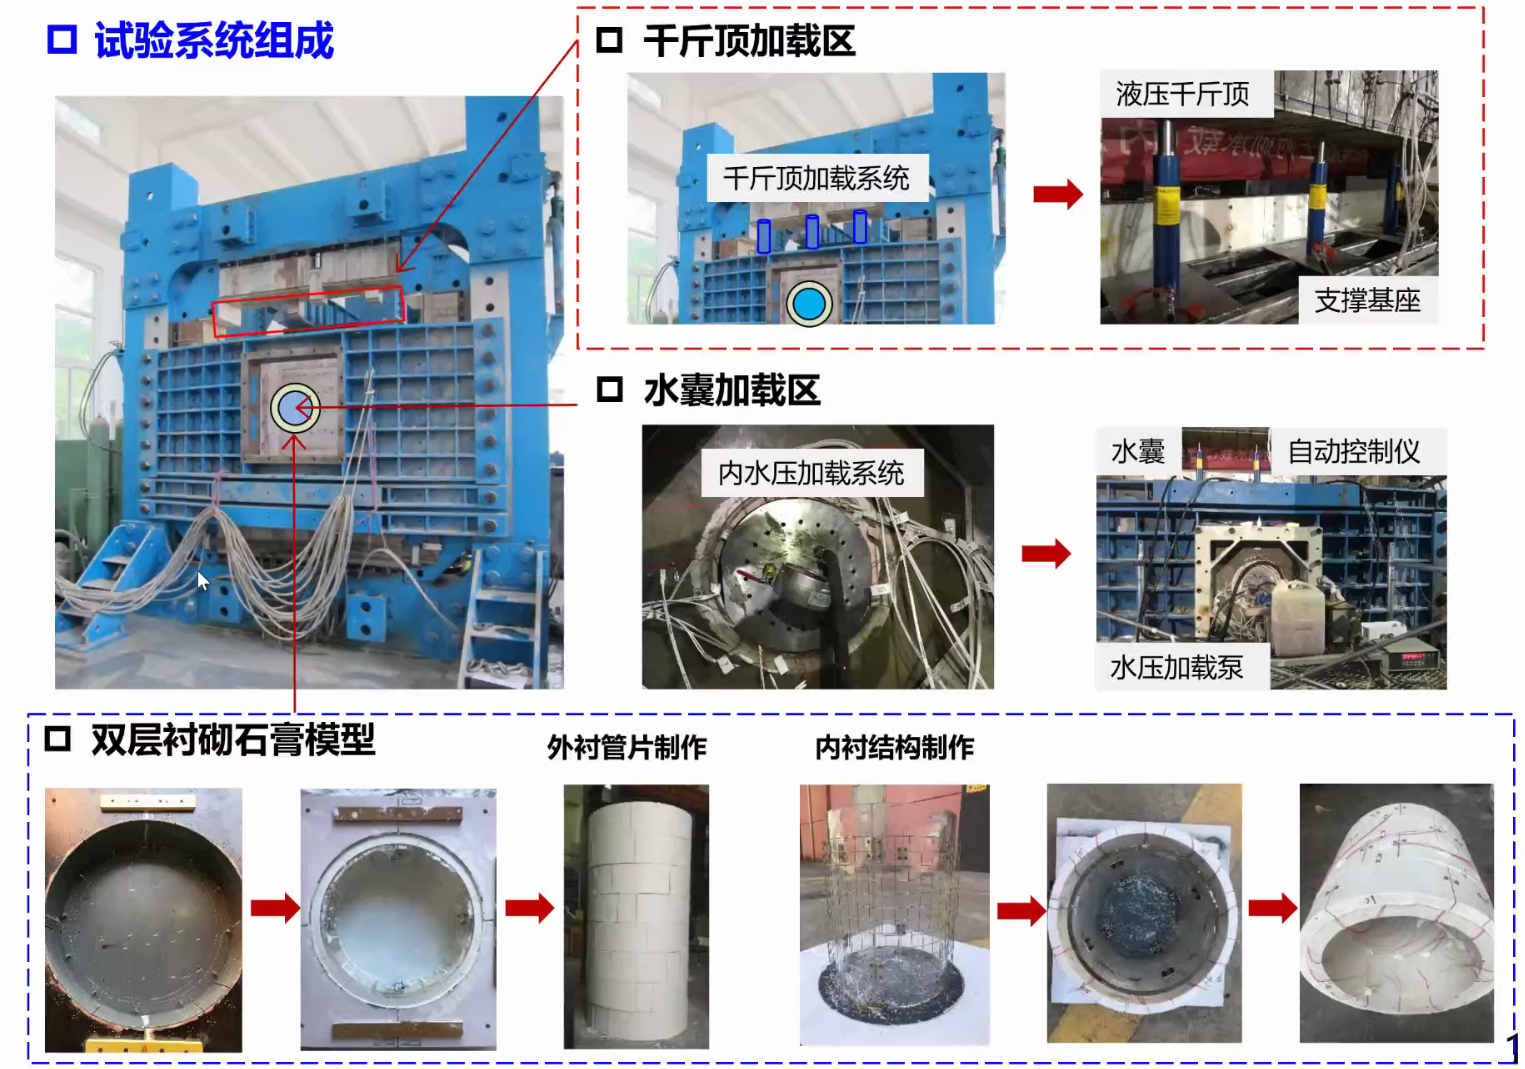 试验系统组成
千斤顶加载区
千斤顶加载系统
液压千斤顶
支撑基座
水囊加载区
内水压加载系统
水囊
自动控制仪
水压加载泵
双层衬砌石膏模型
外衬管片制作
内衬结构制作
1